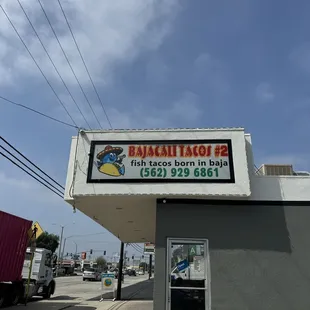 BAJACALI TACOS #2
fish tacos born in baja
(562) 929 6861